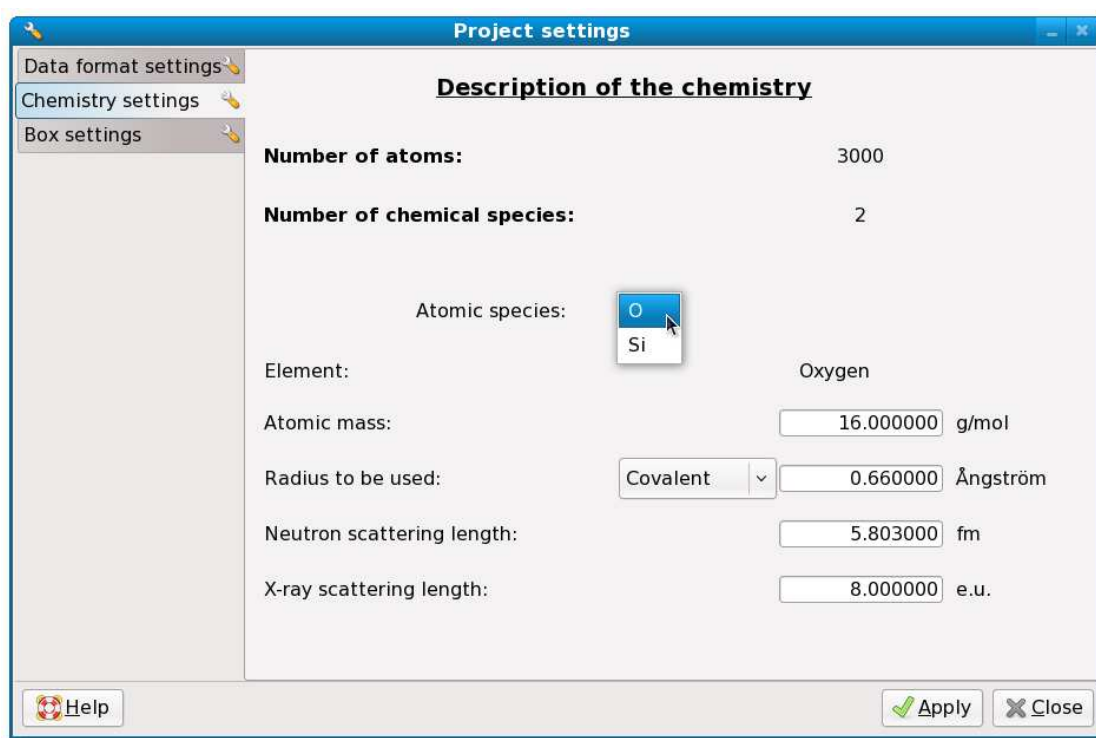 Project settings
Data format settings
Chemistry settings
Box settings
Description of the chemistry
Number of atoms: 3000
Number of chemical species: 2
Atomic species: O
Si
Element: Oxygen
Atomic mass: 16.000000 g/mol
Radius to be used: Covalent 0.660000 Ångström
Neutron scattering length: 5.803000 fm
X-ray scattering length: 8.000000 e.u.
Help Apply Close